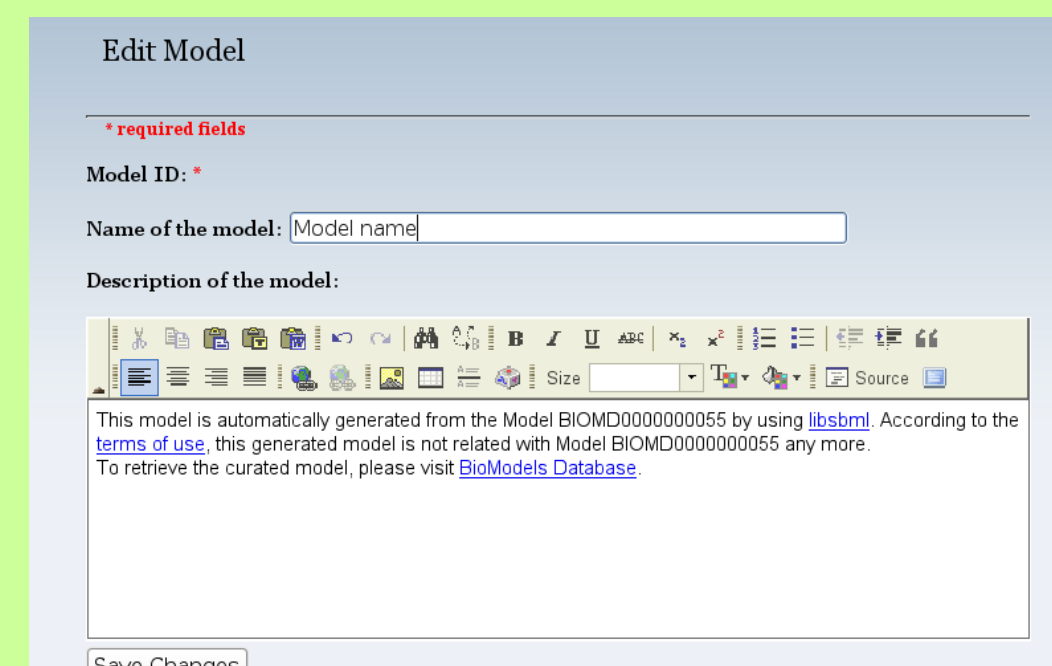 Edit Model
* required fields
Model ID: *
Name of the model: Model name
Description of the model:
B I U ABC x₂ x²
Size Source
This model is automatically generated from the Model BIOMD0000000055 by using libsbml. According to the
terms of use, this generated model is not related with Model BIOMD0000000055 any more.
To retrieve the curated model, please visit BioModels Database.
Save Changes